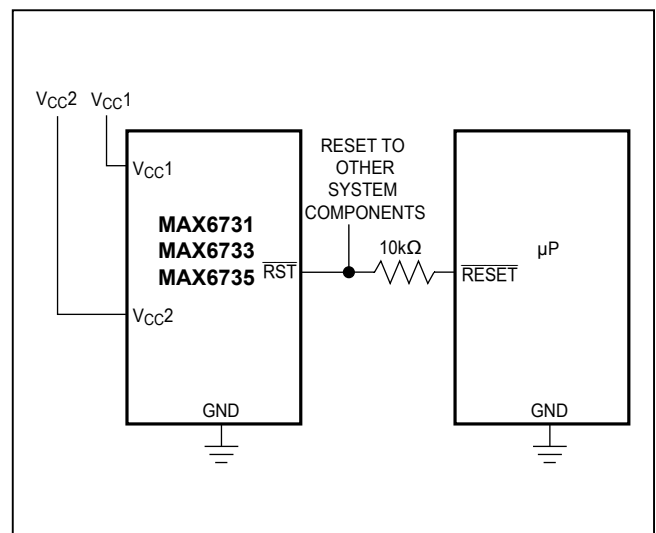 VCC2 VCC1
VCC1
MAX6731
MAX6733
MAX6735
RST
VCC2
GND
RESET TO
OTHER
SYSTEM
COMPONENTS
10kΩ
RESET
µP
GND